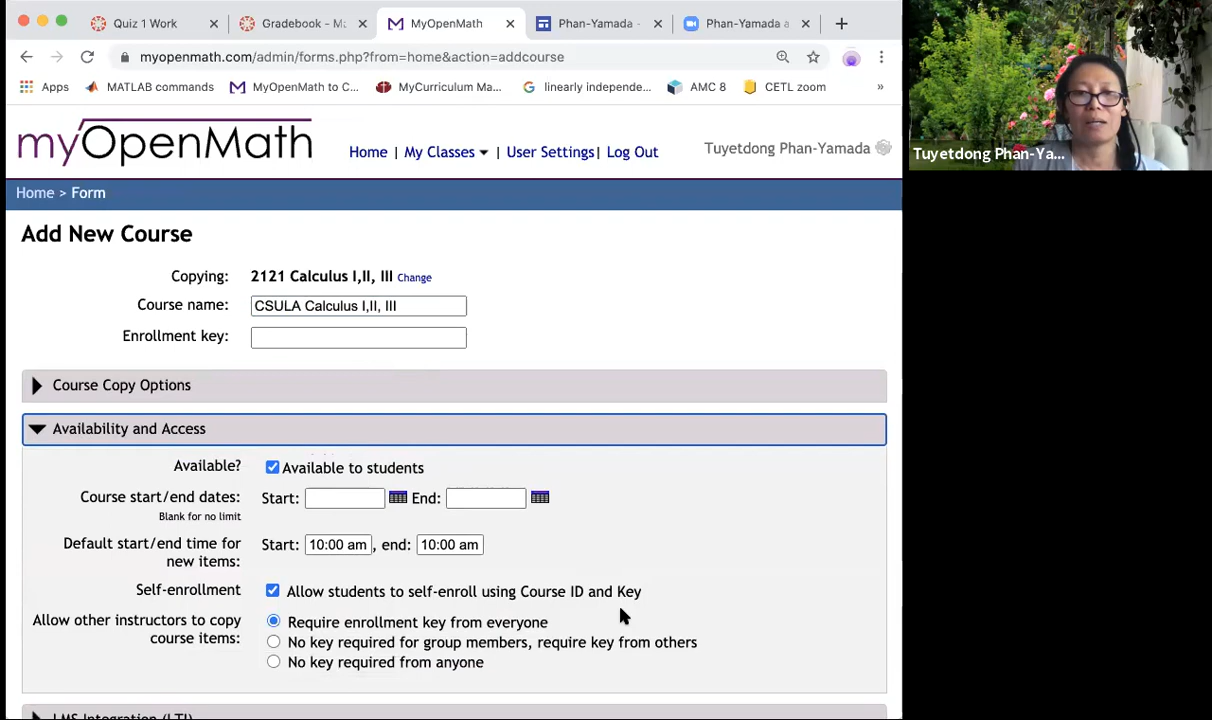 Quiz 1 Work
Gradebook - Ma
MyOpenMath
Phan-Yamada -
Phan-Yamada a
myopenmath.com/admin/forms.php?from=home&action=addcourse
Apps
MATLAB commands
MyOpenMath to C...
MyCurriculum Ma...
linearly independe...
AMC 8
CETL zoom
»
myOpenMath
Home | My Classes | User Settings| Log Out
Tuyetdong Phan-Yamada
Tuyetdong Phan-Ya...
Home > Form
Add New Course
Copying: 2121 Calculus I,II, III Change
Course name: CSULA Calculus I,II, III
Enrollment key:
Course Copy Options
Availability and Access
Available? Available to students
Course start/end dates: Start: End:
Blank for no limit
Default start/end time for Start: 10:00 am , end: 10:00 am
new items:
Self-enrollment Allow students to self-enroll using Course ID and Key
Allow other instructors to copy Require enrollment key from everyone
course items: No key required for group members, require key from others
No key required from anyone
LMS Integration (LTI)